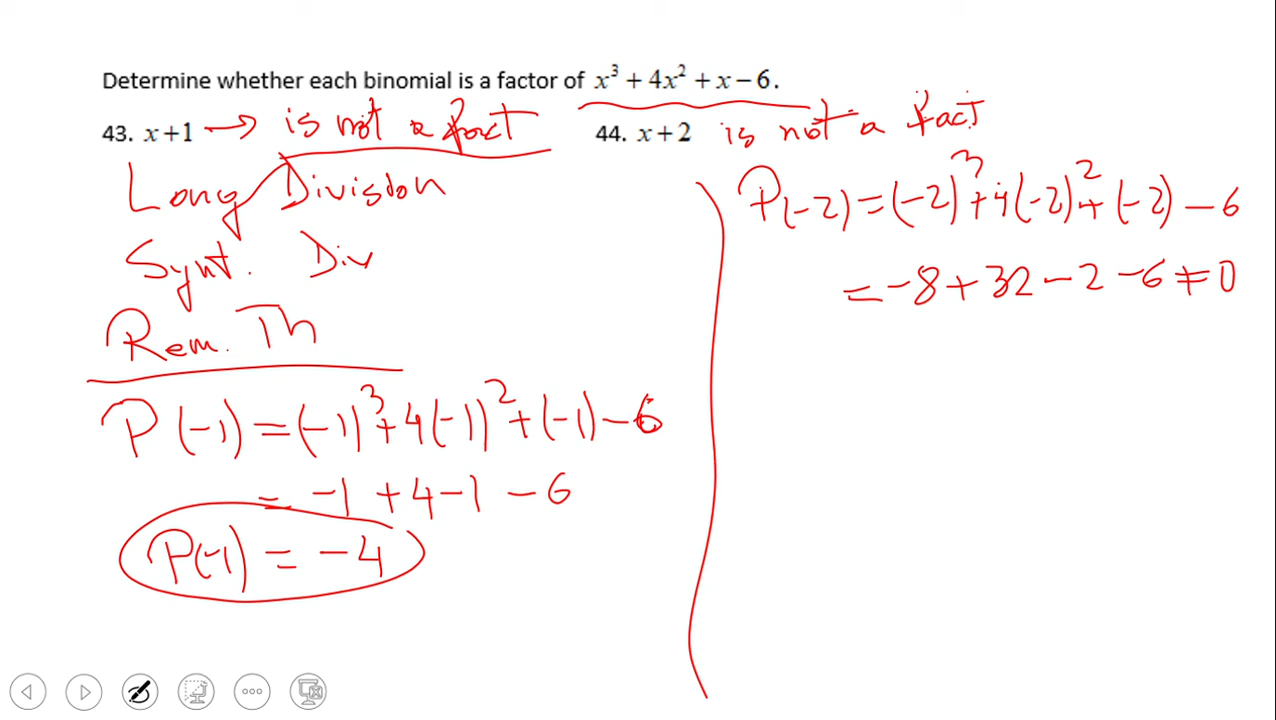 Determine whether each binomial is a factor of x³ + 4x² + x − 6.
43. x+1 → is not a fact
44. x+2 is not a fact
Long Division
Synt. Div
Rem. Th
P(-1) = (-1)³ + 4(-1)² + (-1) - 6
= -1 + 4 - 1 - 6
P(-1) = -4
P(-2) = (-2)³ + 4(-2)² + (-2) - 6
= -8 + 32 - 2 - 6 ≠ 0